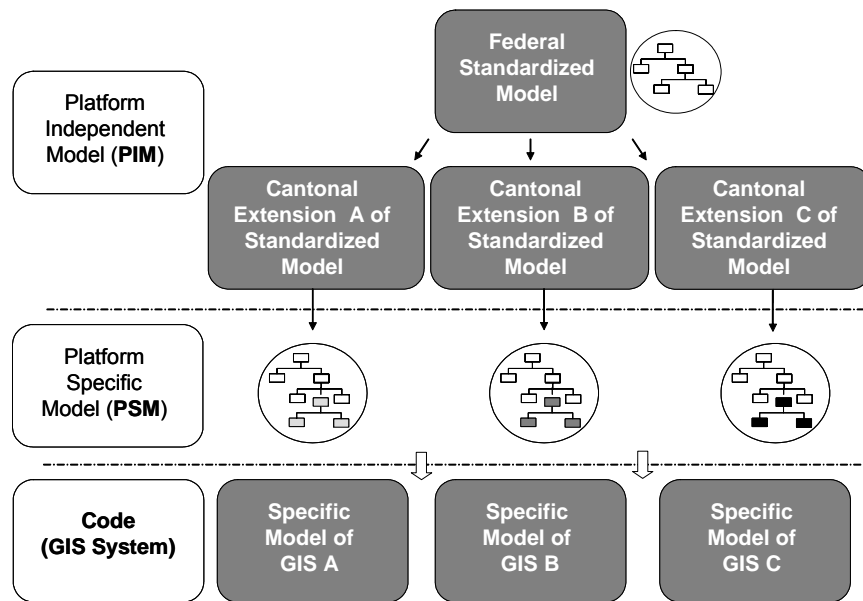 Federal
Standardized
Model
Platform
Independent
Model (PIM)
Cantonal
Extension A of
Standardized
Model
Cantonal
Extension B of
Standardized
Model
Cantonal
Extension C of
Standardized
Model
Platform
Specific
Model (PSM)
Code
(GIS System)
Specific
Model of
GIS A
Specific
Model of
GIS B
Specific
Model of
GIS C